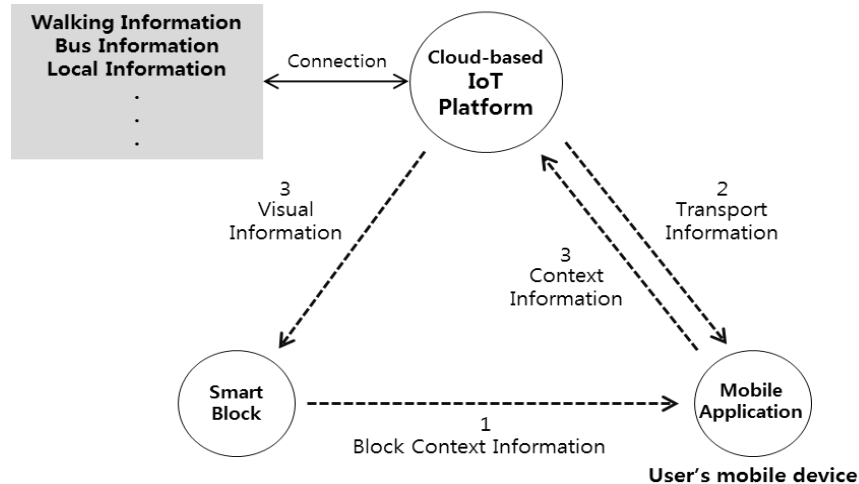 Walking Information
Bus Information
Local Information
.
.
.
Connection
Cloud-based
IoT
Platform
3
Visual
Information
2
Transport
Information
3
Context
Information
Smart
Block
1
Block Context Information
Mobile
Application
User's mobile device